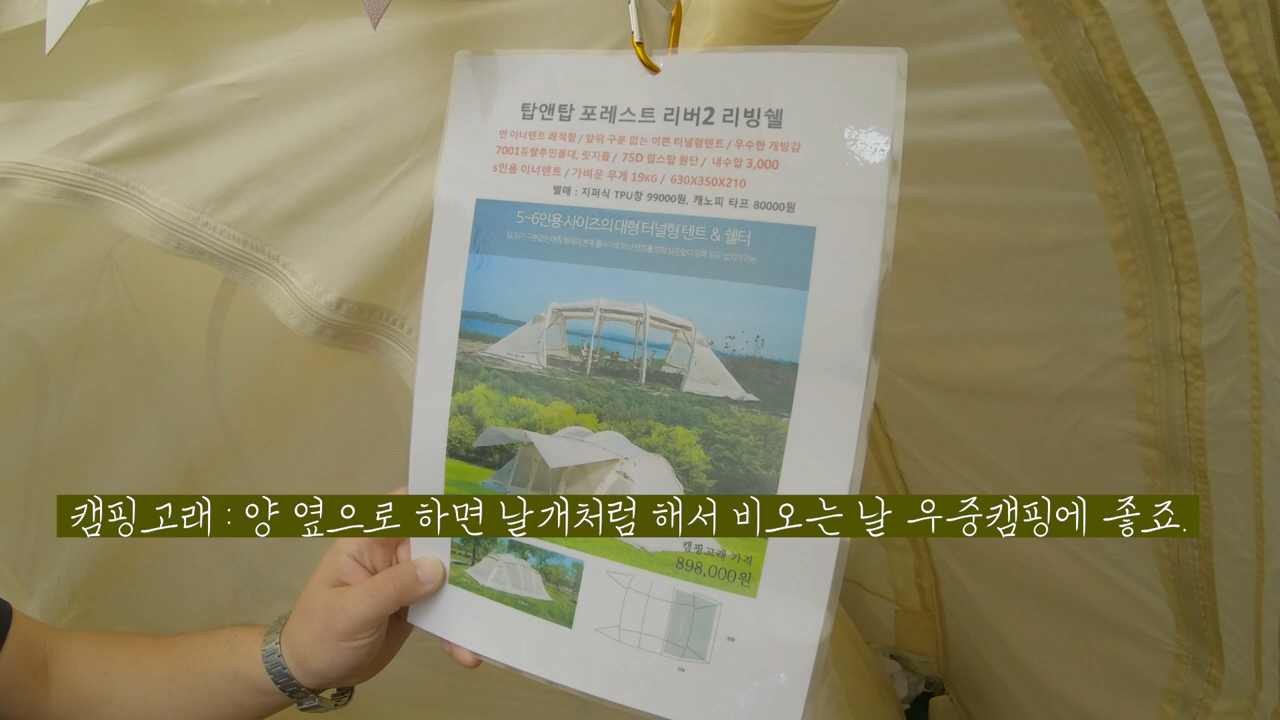 탑앤탑 포레스트 리버2 리빙쉘
면 이너텐트 쾌적함 / 앞뒤 구분 없는 이쁜 터널형텐트 / 우수한 개방감
7001듀랄루민폴대, 릿지폴 / 75D 립스탑 원단 / 내수압 3,000
5인용 이너텐트 / 가벼운 무게 19KG / 630X350X210
별매 : 지퍼식 TPU창 99000원, 캐노피 타프 80000원
5~6인용 사이즈의 대형 터널형 텐트 & 쉘터
캠핑고래 : 양 옆으로 하면 날개처럼 해서 비오는 날 우중캠핑에 좋죠.
캠핑고래 가격
898,000원